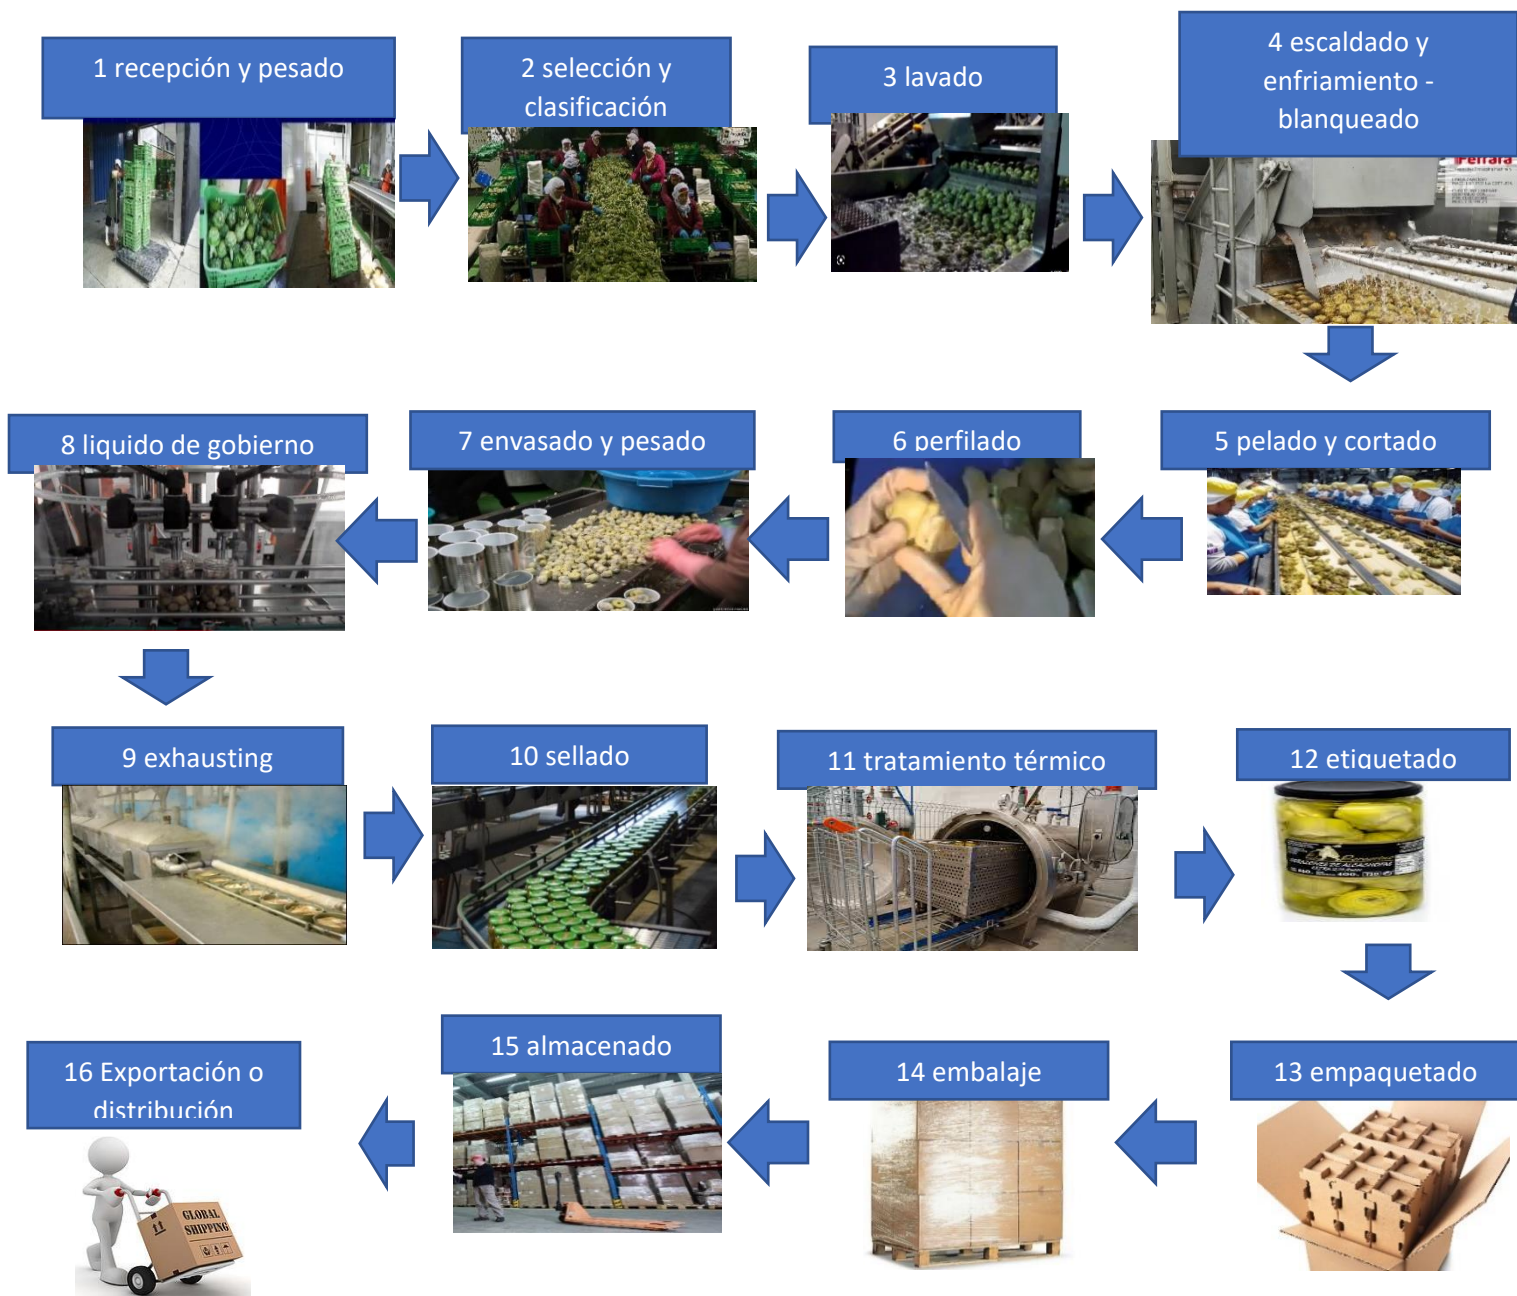 1 recepción y pesado
2 selección y
clasificación
3 lavado
4 escaldado y
enfriamiento -
blanqueado
Ferrara
8 liquido de gobierno
7 envasado y pesado
6 perfilado
5 pelado y cortado
9 exhausting
10 sellado
11 tratamiento térmico
12 etiquetado
16 Exportación o
distribución
15 almacenado
14 embalaje
13 empaquetado
GLOBAL
SHIPPING